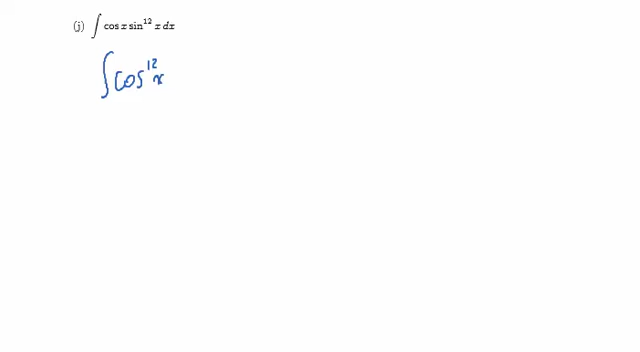 (j) ∫ cos x sin¹² x dx
∫ cos¹² x